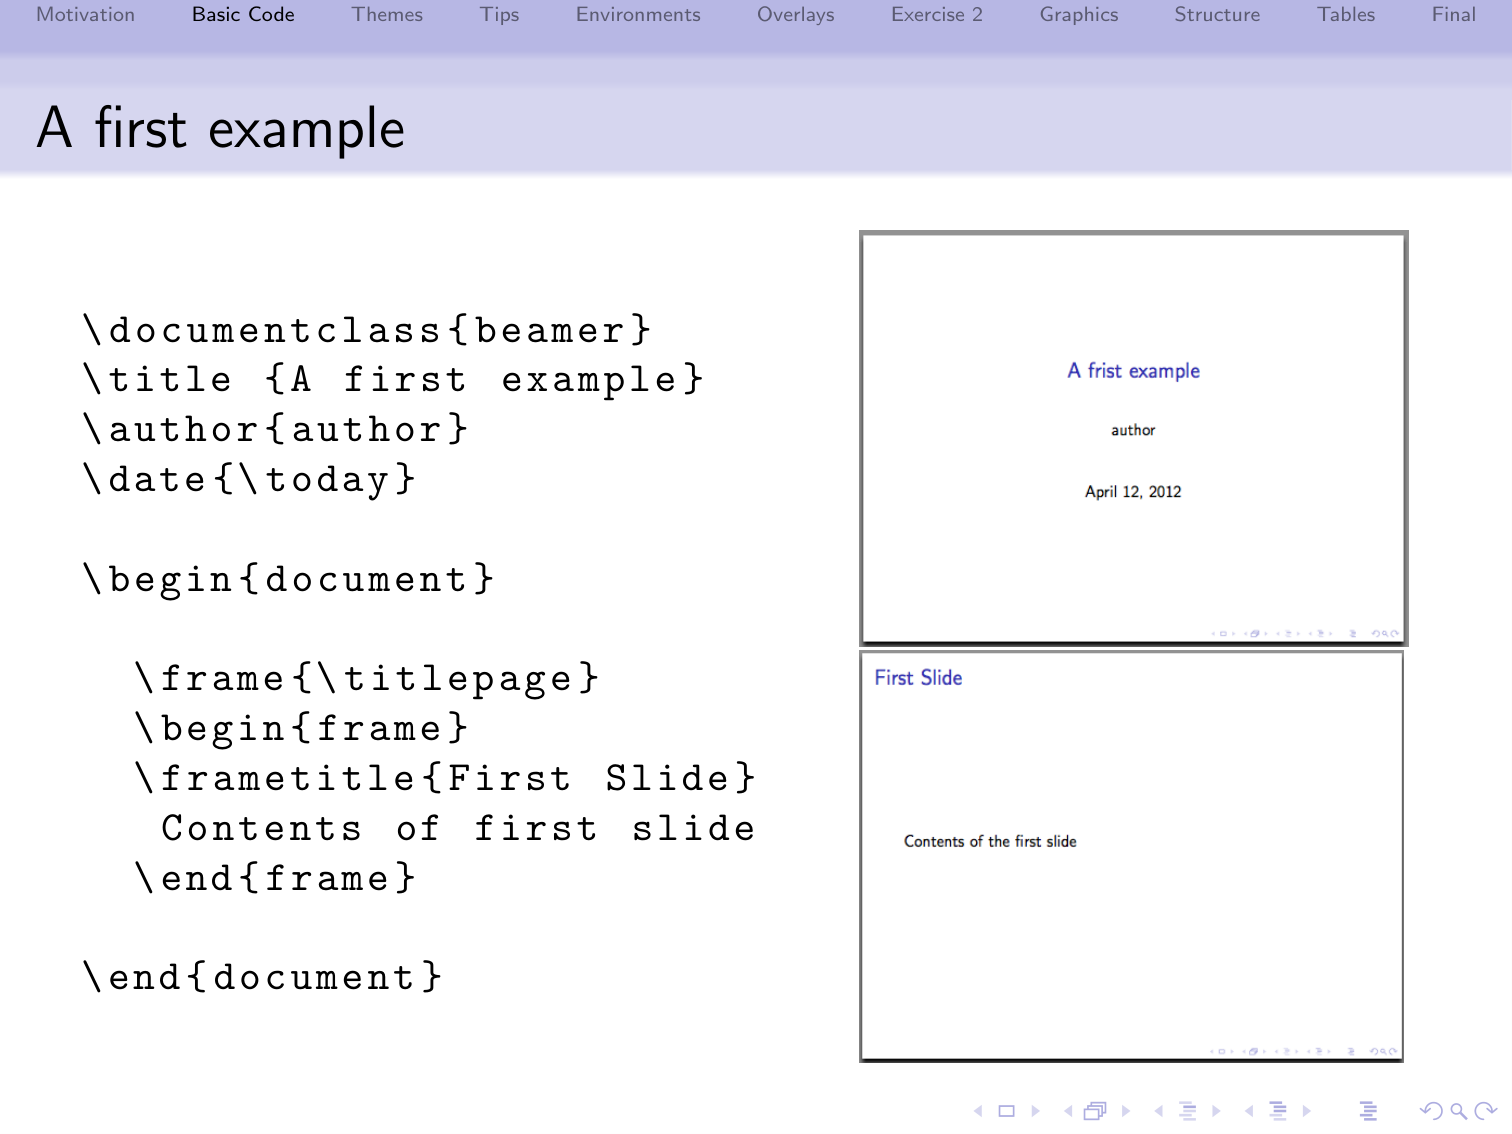 Motivation Basic Code Themes Tips Environments Overlays Exercise 2 Graphics Structure Tables Final
A first example
\documentclass{beamer}
\title {A first example}
\author{author}
\date{\today}
\begin{document}
\frame{\titlepage}
\begin{frame}
\frametitle{First Slide}
Contents of first slide
\end{frame}
\end{document}
A frist example
author
April 12, 2012
First Slide
Contents of the first slide